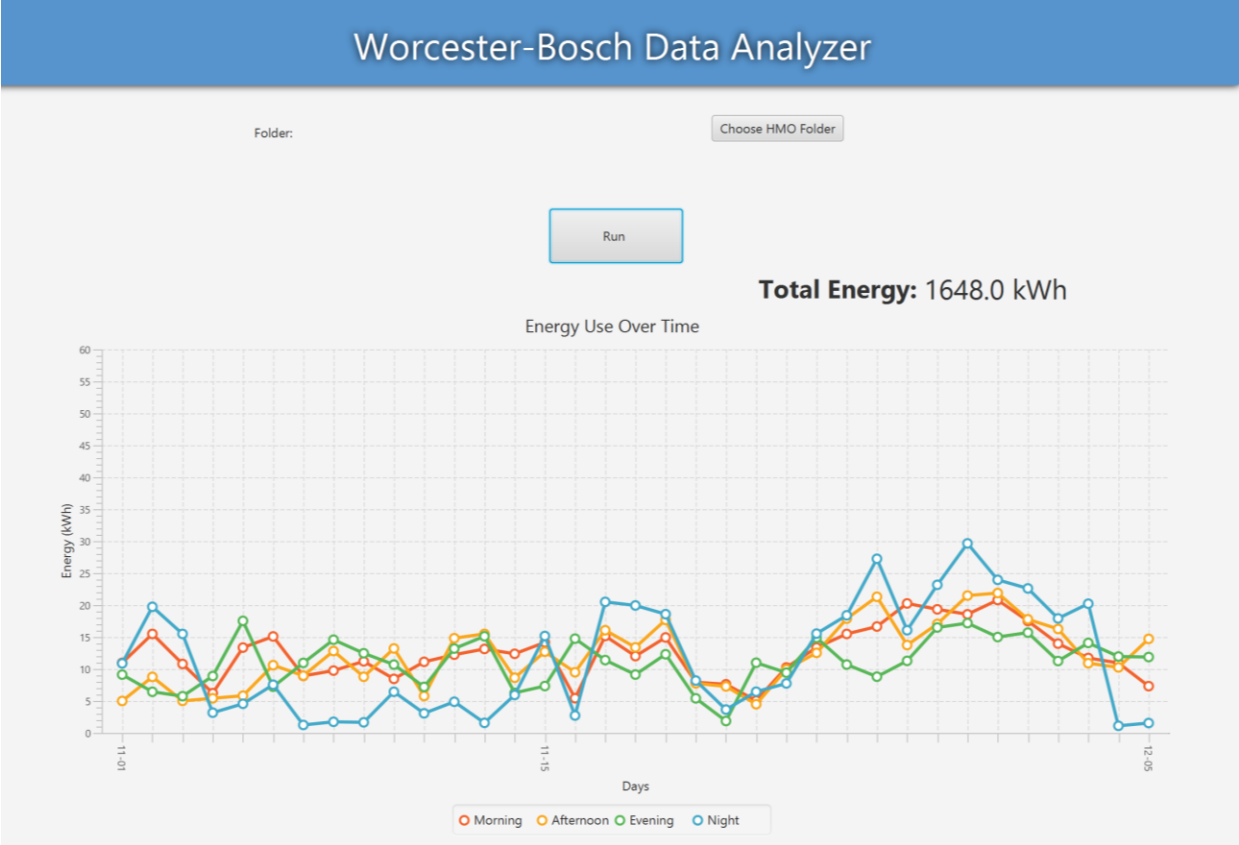 Worcester-Bosch Data Analyzer
Folder:
Choose HMO Folder
Run
Total Energy: 1648.0 kWh
Energy Use Over Time
60
55
50
45
40
35
30
25
20
15
10
5
0
Energy (kWh)
11-01
11-15
12-05
Days
Morning Afternoon Evening Night